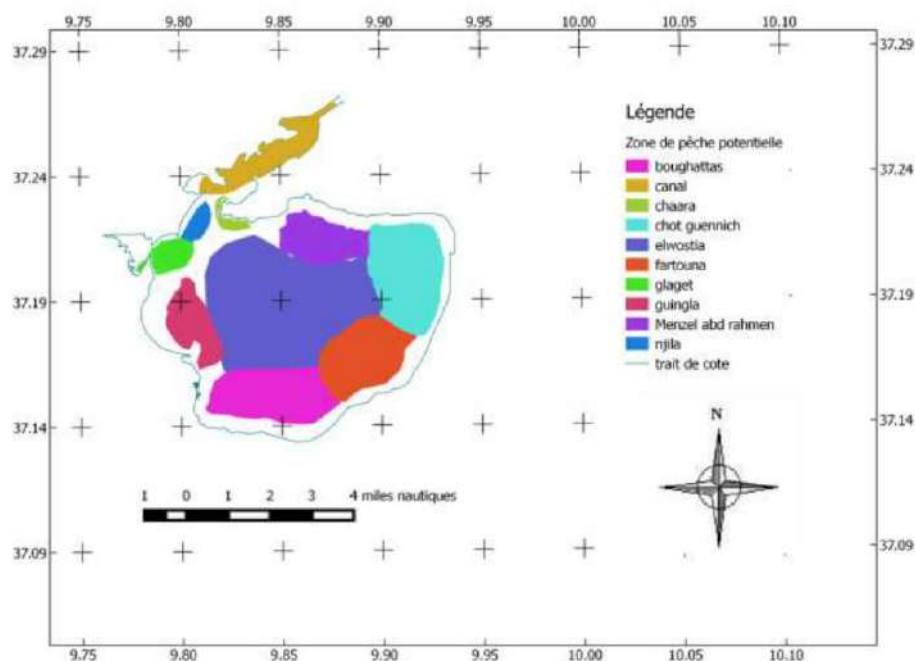 9.75 9.80 9.85 9.90 9.95 10.00 10.05 10.10
37.29 37.29
37.24 37.24
37.19 37.19
37.14 37.14
37.09 37.09
Légende
Zone de pêche potentielle
boughattas
canal
chaara
chot guennich
elwostia
fartouna
glaget
guingla
Menzel abd rahmen
njila
trait de cote
N
1 0 1 2 3 4 miles nautiques
9.75 9.80 9.85 9.90 9.95 10.00 10.05 10.10